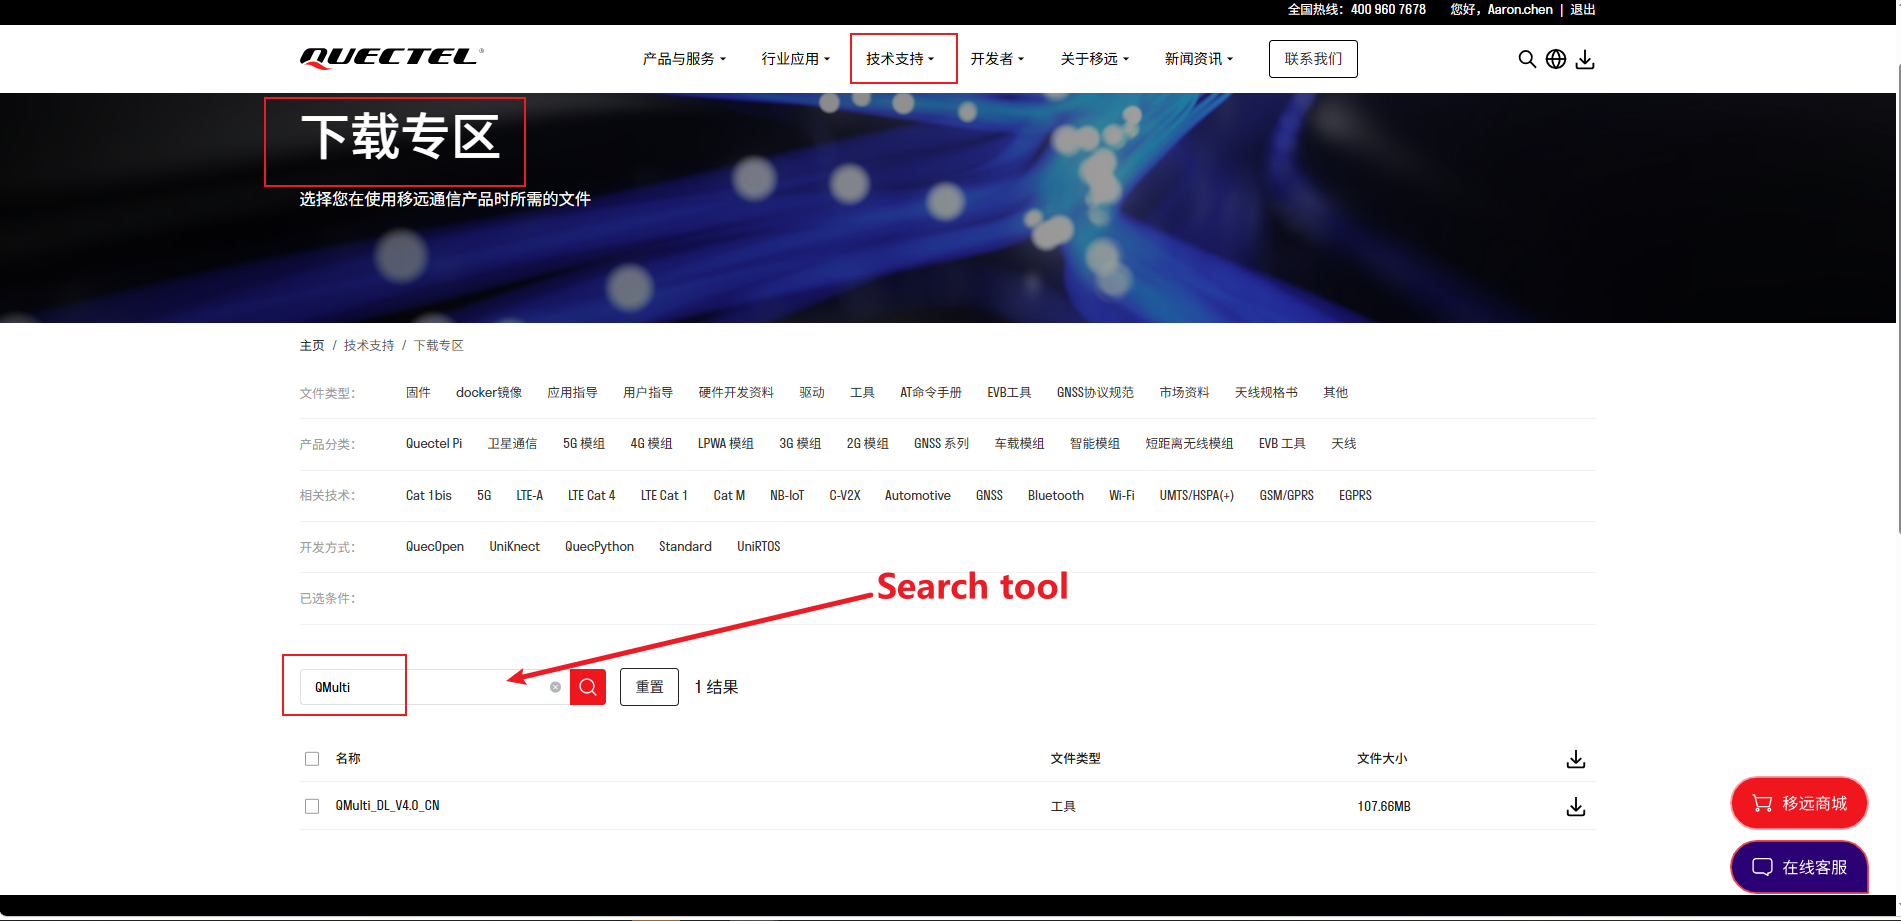 全国热线：400 960 7678 您好，Aaron.chen | 退出
QUECTEL
产品与服务 行业应用 技术支持 开发者 关于移远 新闻资讯 联系我们
下载专区
选择您在使用移远通信产品时所需的文件
主页 / 技术支持 / 下载专区
文件类型： 固件 docker镜像 应用指导 用户指导 硬件开发资料 驱动 工具 AT命令手册 EVB工具 GNSS协议规范 市场资料 天线规格书 其他
产品分类： Quectel Pi 卫星通信 5G 模组 4G 模组 LPWA 模组 3G 模组 2G 模组 GNSS 系列 车载模组 智能模组 短距离无线模组 EVB 工具 天线
相关技术： Cat 1bis 5G LTE-A LTE Cat 4 LTE Cat 1 Cat M NB-IoT C-V2X Automotive GNSS Bluetooth Wi-Fi UMTS/HSPA(+) GSM/GPRS EGPRS
开发方式： QuecOpen UniKnect QuecPython Standard UniRTOS
Search tool
已选条件：
QMulti 重置 1 结果
名称 文件类型 文件大小
QMulti_DL_V4.0_CN 工具 107.66MB
移远商城
在线客服